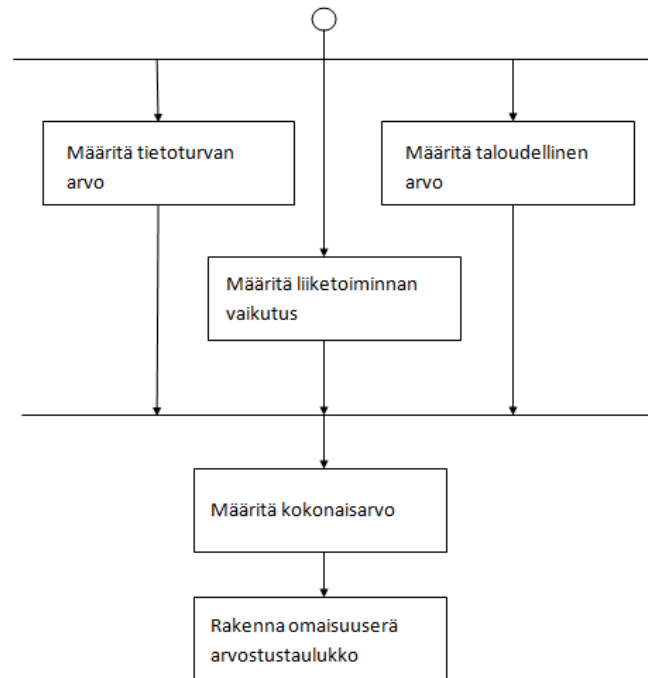 Määritä tietoturvan
arvo
Määritä taloudellinen
arvo
Määritä liiketoiminnan
vaikutus
Määritä kokonaisarvo
Rakenna omaisuuserä
arvostustaulukko